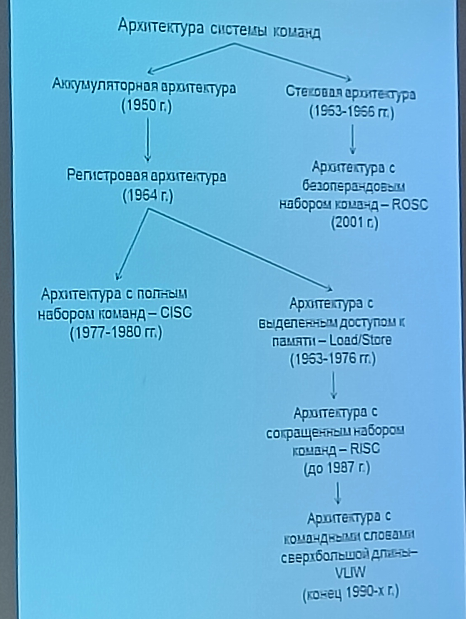 Архитектура системы команд
Аккумуляторная архитектура
(1950 г.)
Стековая архитектура
(1963-1966 гг.)
Регистровая архитектура
(1964 г.)
Архитектура с
безоперандовым
набором команд – ROSC
(2001 г.)
Архитектура с полным
набором команд – CISC
(1977-1980 гг.)
Архитектура с
выделенным доступом к
памяти – Load/Store
(1963-1976 гг.)
Архитектура с
сокращенным набором
команд – RISC
(до 1987 г.)
Архитектура с
командными словами
сверхбольшой длины–
VLIW
(конец 1990-х г.)